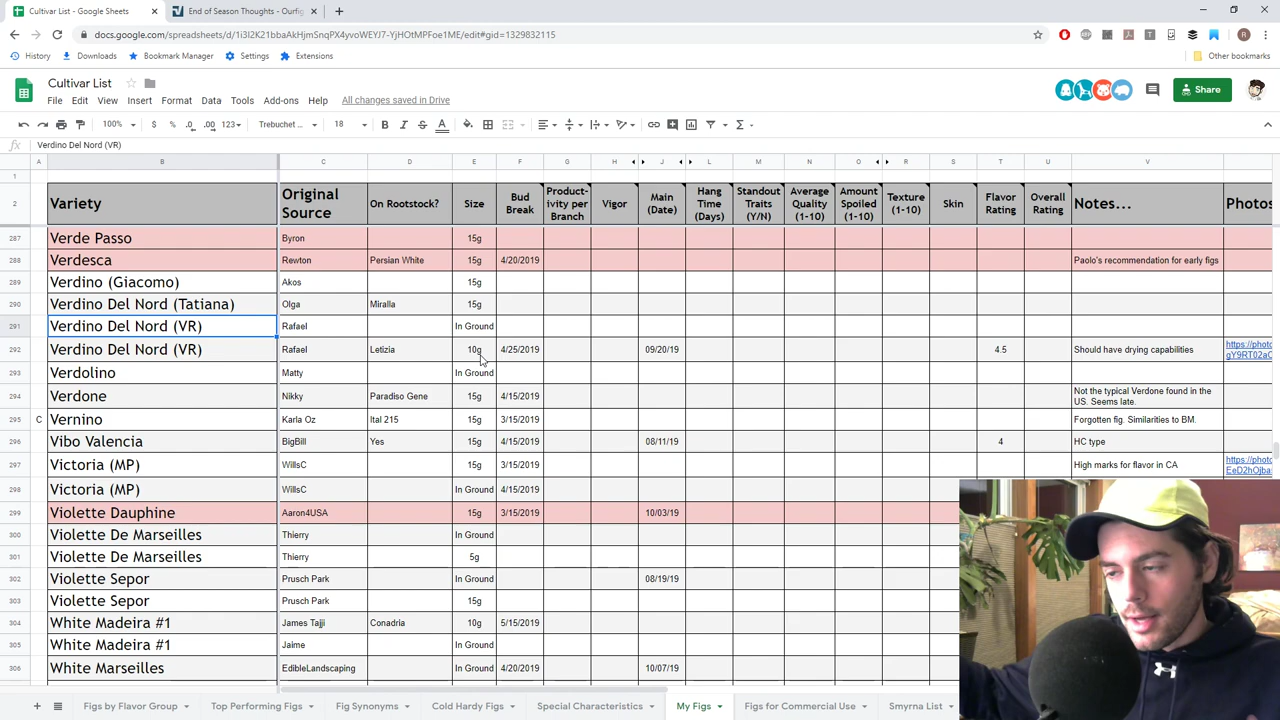 Cultivar List - Google Sheets
End of Season Thoughts - Ourfig
docs.google.com/spreadsheets/d/1i3l2K21bbaAkHjmSnqPX4yvoWEYJ7-YjHOtMPFoe1ME/edit#gid=1329832115
History Downloads Bookmark Manager Settings Extensions Other bookmarks
Cultivar List
File Edit View Insert Format Data Tools Add-ons Help All changes saved in Drive
Share
100% $ % .0 .00 123 Trebuchet ... 18 B I S A
fx Verdino Del Nord (VR)
A B C D E F G H J L M N O R S T U V
1
2 Variety Original Source On Rootstock? Size Bud Break Product-ivity per Branch Vigor Main (Date) Hang Time (Days) Standout Traits (Y/N) Average Quality (1-10) Amount Spoiled (1-10) Texture (1-10) Skin Flavor Rating Overall Rating Notes... Photos
287 Verde Passo Byron 15g
288 Verdesca Rewton Persian White 15g 4/20/2019 Paolo's recommendation for early figs
289 Verdino (Giacomo) Akos 15g
290 Verdino Del Nord (Tatiana) Olga Miralla 15g
291 Verdino Del Nord (VR) Rafael In Ground
292 Verdino Del Nord (VR) Rafael Letizia 10g 4/25/2019 09/20/19 4.5 Should have drying capabilities https://photo gY9RT02aC
293 Verdolino Matty In Ground
294 Verdone Nikky Paradiso Gene 15g 4/15/2019 Not the typical Verdone found in the US. Seems late.
295 C Vernino Karla Oz Ital 215 15g 3/15/2019 Forgotten fig. Similarities to BM.
296 Vibo Valencia BigBill Yes 15g 4/15/2019 08/11/19 4 HC type
297 Victoria (MP) WillsC 15g 3/15/2019 High marks for flavor in CA https://photo EeD2hOjba
298 Victoria (MP) WillsC In Ground 4/15/2019
299 Violette Dauphine Aaron4USA 15g 3/15/2019 10/03/19
300 Violette De Marseilles Thierry In Ground
301 Violette De Marseilles Thierry 5g
302 Violette Sepor Prusch Park In Ground 08/19/19
303 Violette Sepor Prusch Park 15g
304 White Madeira #1 James Tajji Conadria 10g 5/15/2019
305 White Madeira #1 Jaime In Ground
306 White Marseilles EdibleLandscaping In Ground 4/20/2019 10/07/19
Figs by Flavor Group Top Performing Figs Fig Synonyms Cold Hardy Figs Special Characteristics My Figs Figs for Commercial Use Smyrna List